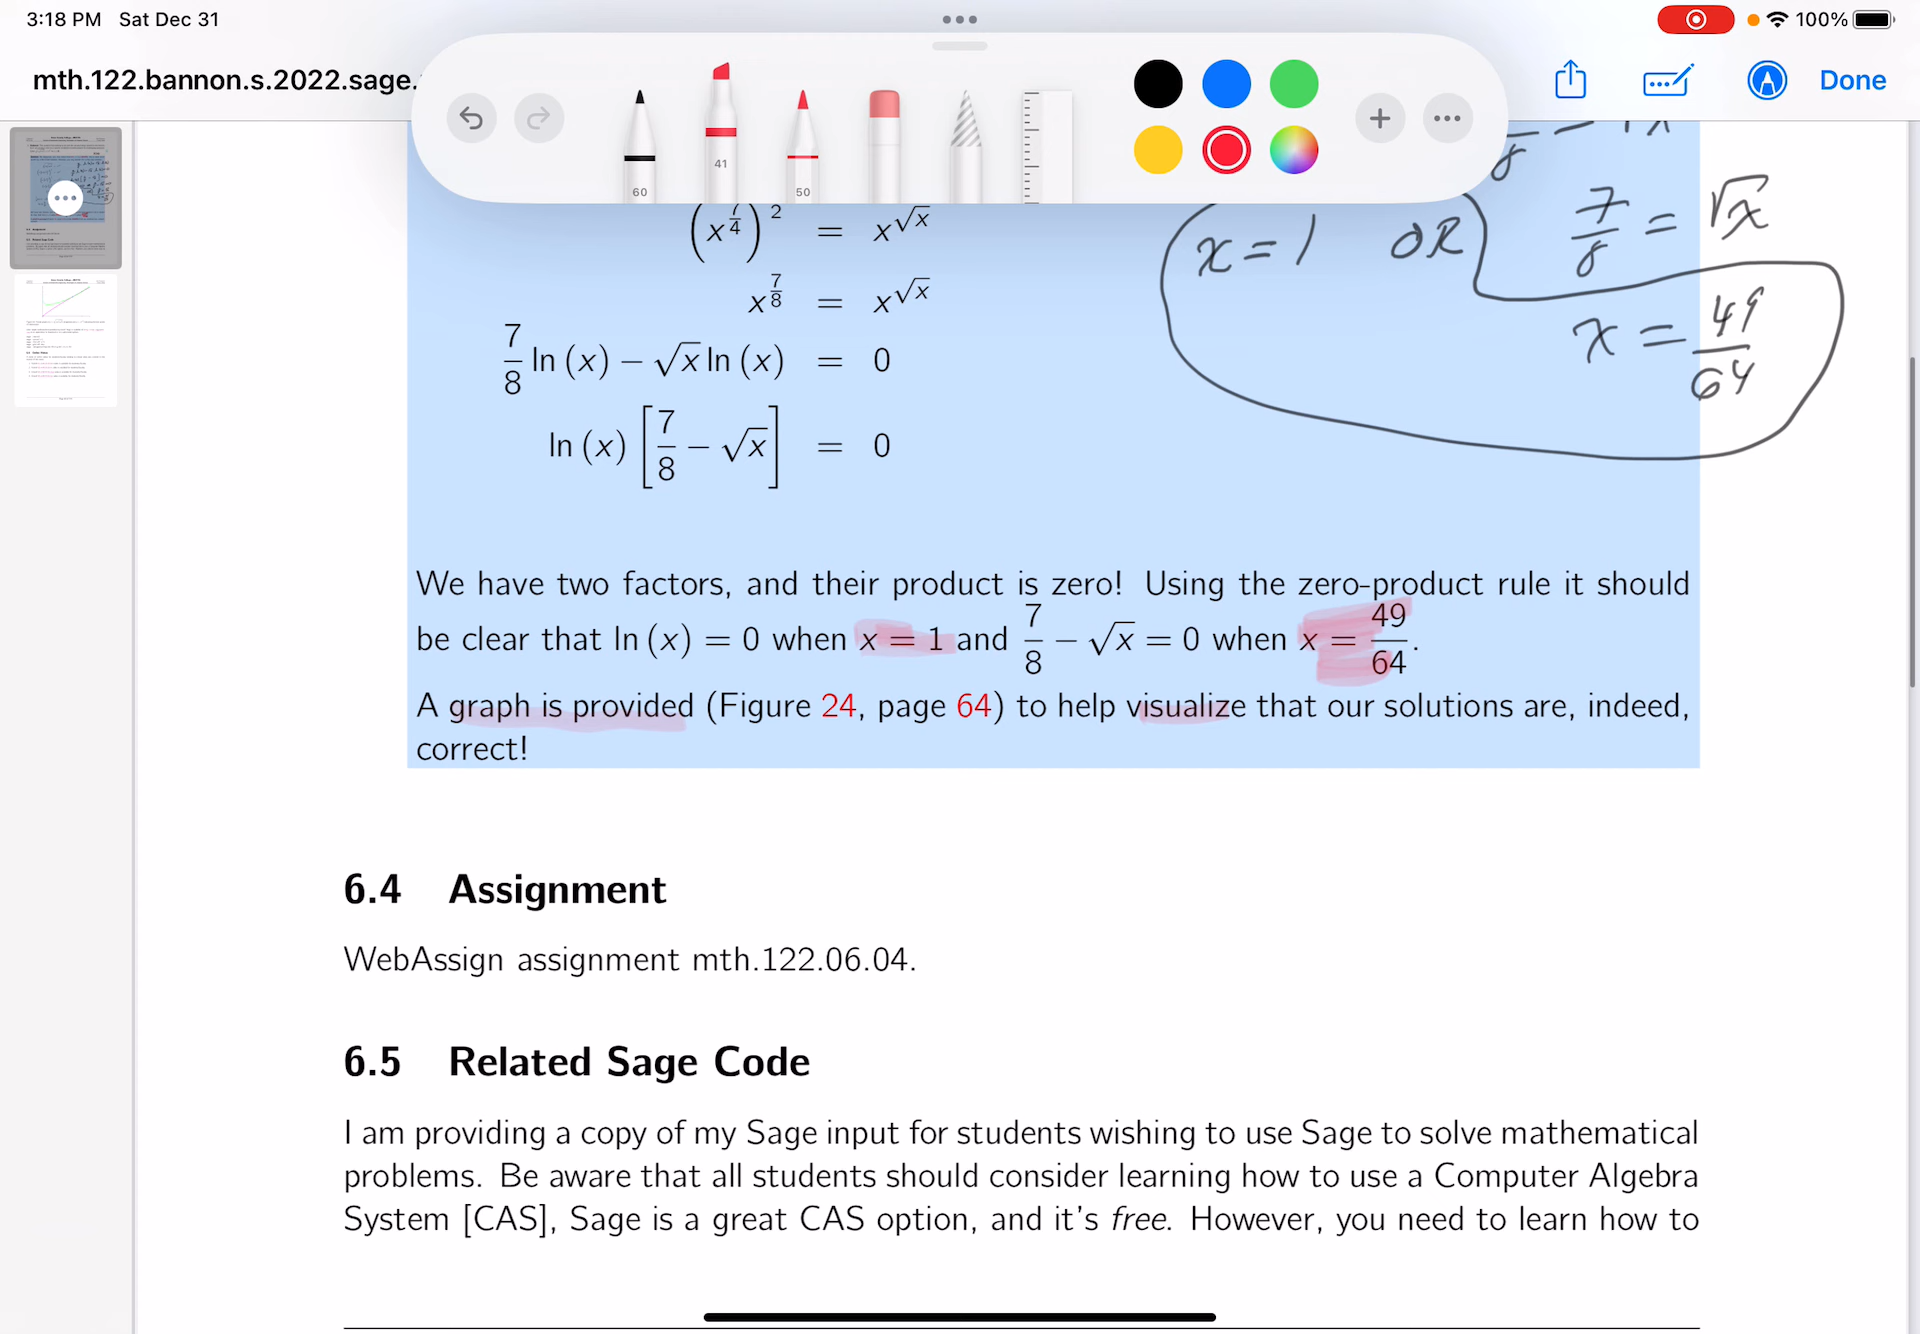 3:18 PM Sat Dec 31
100%
mth.122.bannon.s.2022.sage.
Done
60
41
50
8
(x^{7/4})^2 = x^{√x}
x^{7/8} = x^{√x}
7/8 ln (x) − √x ln (x) = 0
ln (x) [7/8 − √x] = 0
x = 1 OR 7/8 = √x
x = 49/64
We have two factors, and their product is zero! Using the zero-product rule it should
be clear that ln (x) = 0 when x = 1 and 7/8 − √x = 0 when x = 49/64.
A graph is provided (Figure 24, page 64) to help visualize that our solutions are, indeed,
correct!
6.4 Assignment
WebAssign assignment mth.122.06.04.
6.5 Related Sage Code
I am providing a copy of my Sage input for students wishing to use Sage to solve mathematical
problems. Be aware that all students should consider learning how to use a Computer Algebra
System [CAS], Sage is a great CAS option, and it's free. However, you need to learn how to